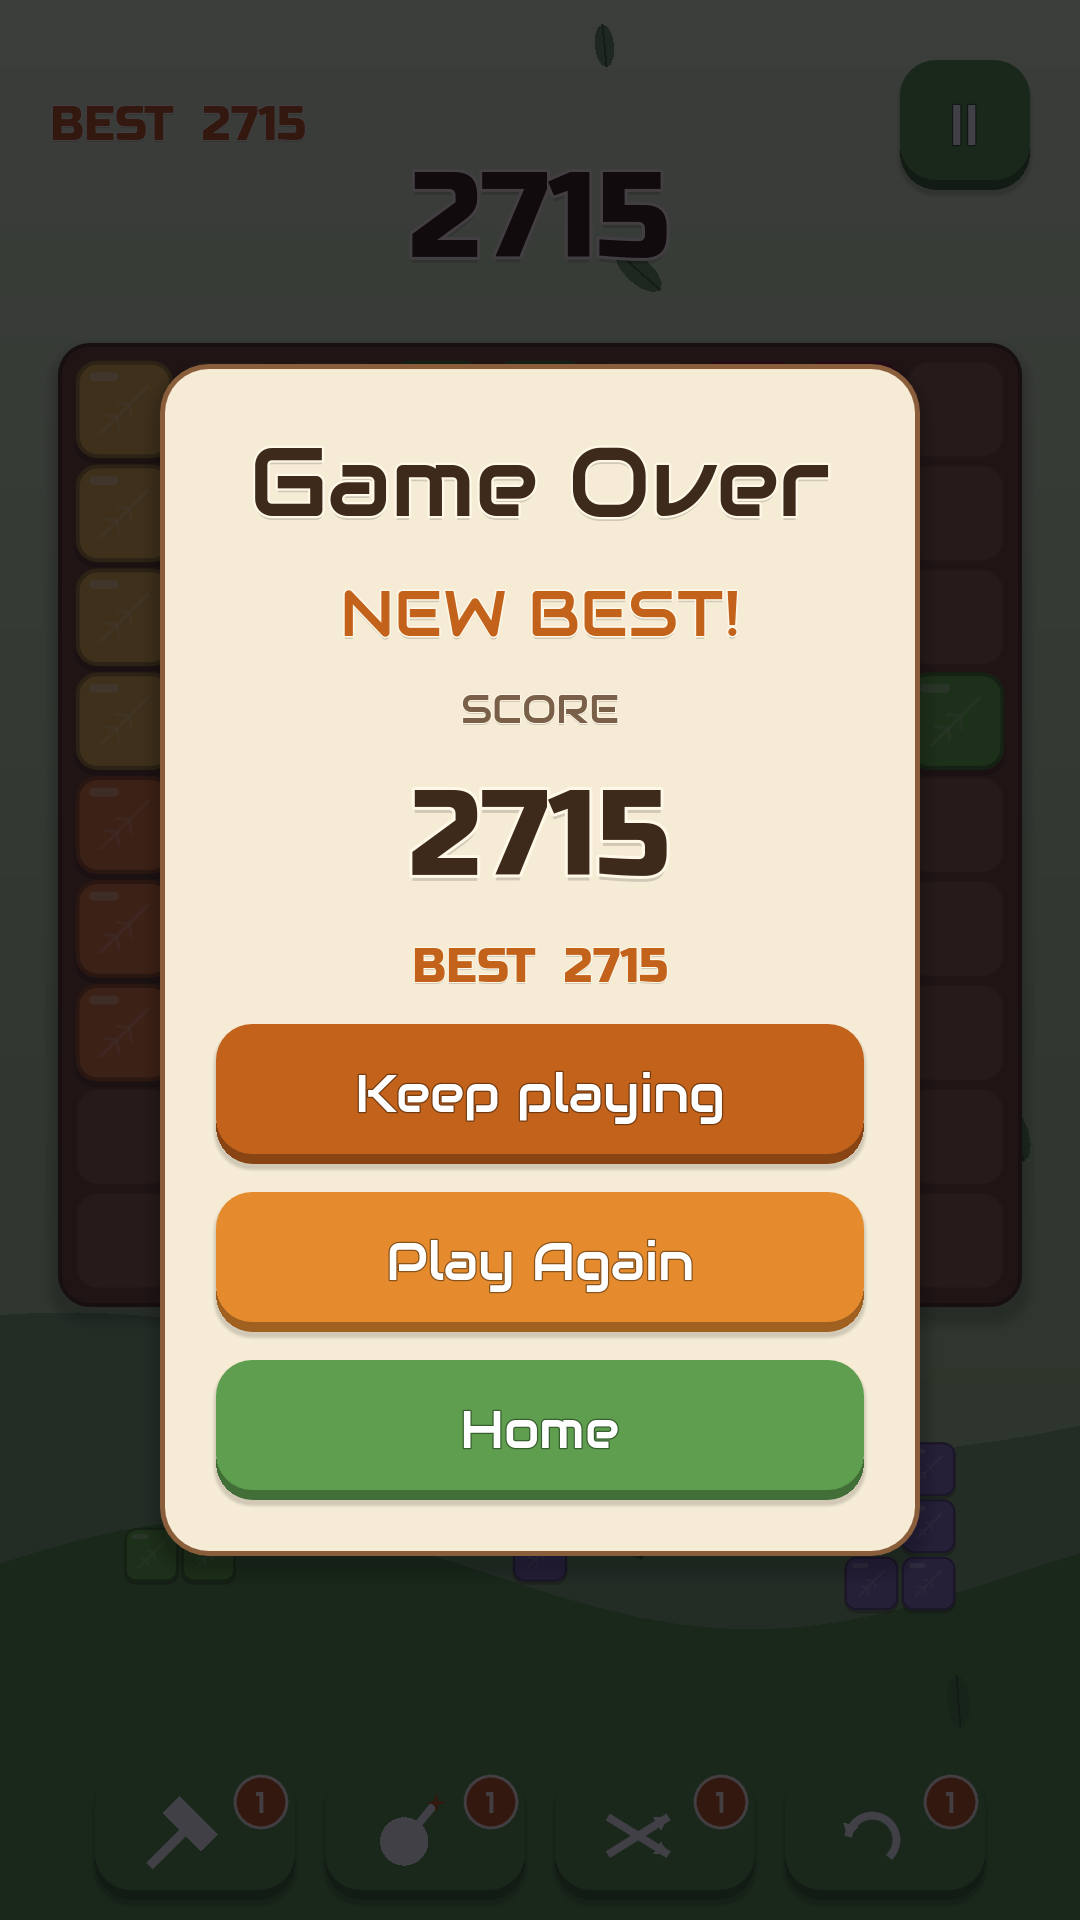 BEST 2715
2715
Game Over
NEW BEST!
SCORE
2715
BEST 2715
Keep playing
Play Again
Home
1 1 1 1